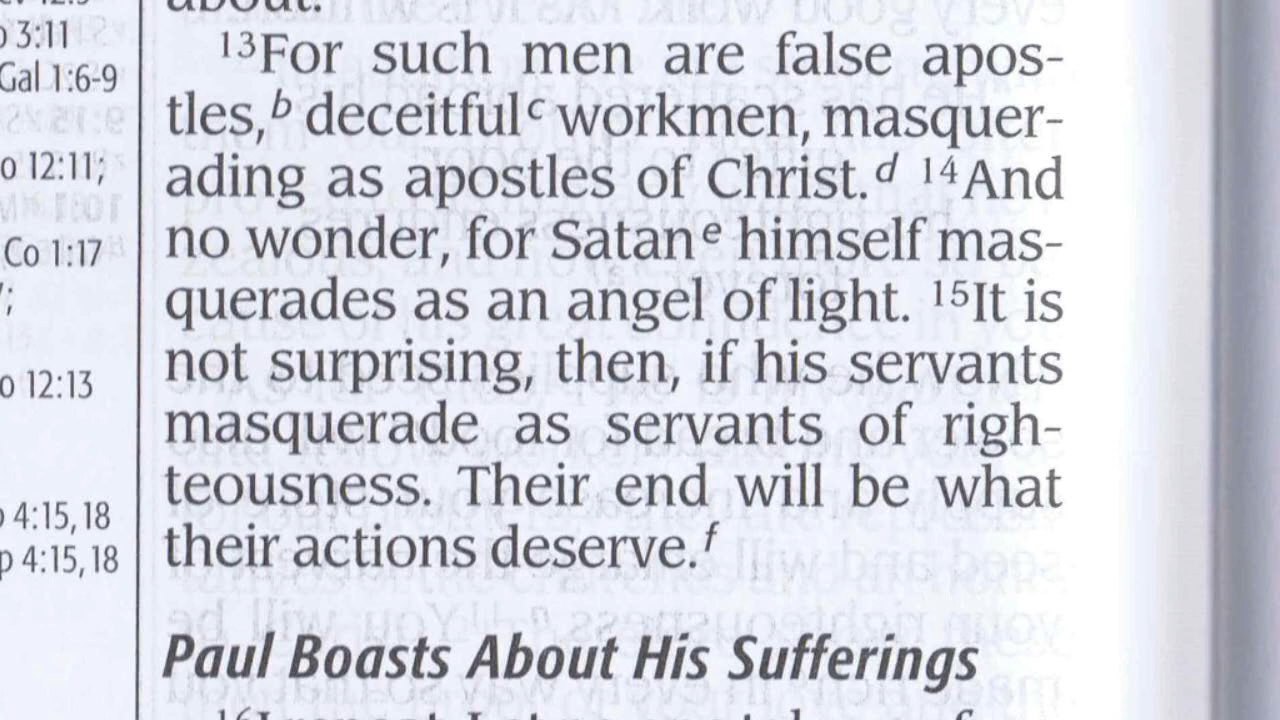 about.
p 3:11
Gal 1:6-9
o 12:11;
Co 1:17
o 12:13
p 4:15,18
p 4:15,18
13For such men are false apos-
tles,b deceitfulc workmen, masquer-
ading as apostles of Christ.d 14And
no wonder, for Satane himself mas-
querades as an angel of light. 15It is
not surprising, then, if his servants
masquerade as servants of righ-
teousness. Their end will be what
their actions deserve.f
Paul Boasts About His Sufferings